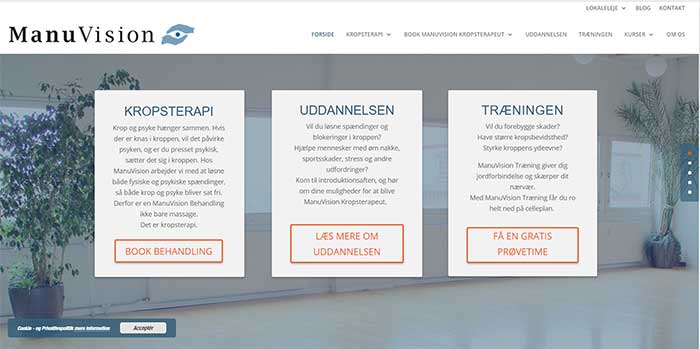 LOKALELEJE BLOG KONTAKT
ManuVision
FORSIDE KROPSTERAPI BOOK MANUVISION KROPSTERAPEUT UDDANNELSEN TRÆNINGEN KURSER OM OS
KROPSTERAPI
Krop og psyke hænger sammen. Hvis
der er knas i kroppen, vil det påvirke
psyken, og er du presset psykisk,
sætter det sig i kroppen. Hos
ManuVision arbejder vi med at løsne
både fysiske og psykiske spændinger,
så både krop og psyke bliver sat fri.
Derfor er en ManuVision Behandling
ikke bare massage.
Det er kropsterapi.
BOOK BEHANDLING
UDDANNELSEN
Vil du løsne spændinger og
blokeringer i kroppen?
Hjælpe mennesker med øm nakke,
sportsskader, stress og andre
udfordringer?
Kom til introduktionsaften, og hør
om dine muligheder for at blive
ManuVision Kropsterapeut.
LÆS MERE OM
UDDANNELSEN
TRÆNINGEN
Vil du forebygge skader?
Have større kropsbevidsthed?
Styrke kroppens ydeevne?
ManuVision Træning giver dig
jordforbindelse og skærper dit
nærvær.
Med ManuVision Træning får du ro
helt ned på celleplan.
FÅ EN GRATIS
PRØVETIME
Cookie - og Privatlivspolitik mere information
Acceptér